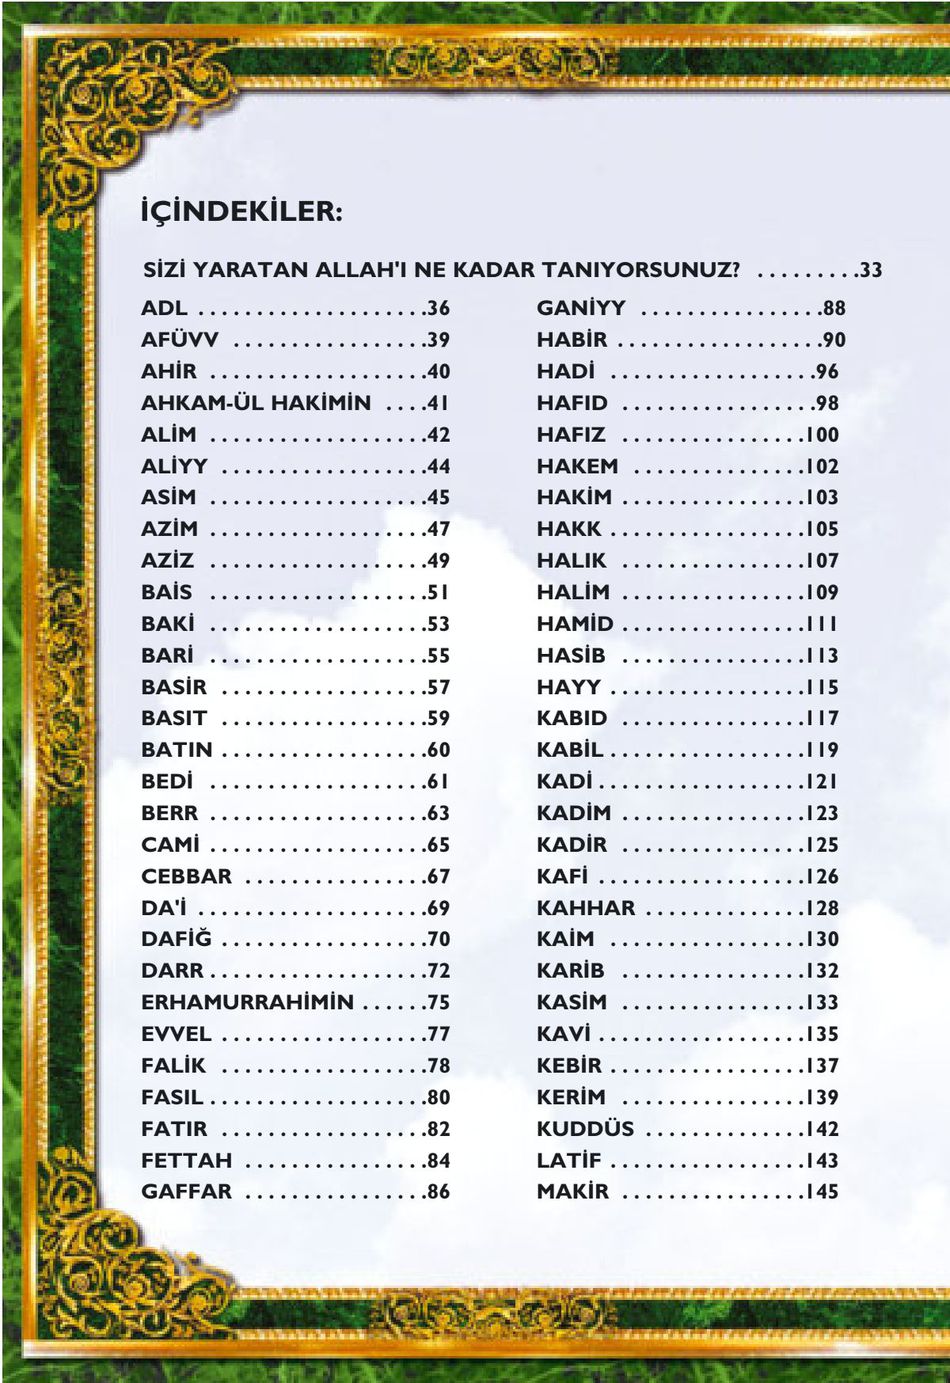 İÇİNDEKİLER:
SİZİ YARATAN ALLAH'I NE KADAR TANIYORSUNUZ? . . . . . . . . .33
ADL . . . . . . . . . . . . . . . . . . . .36
AFÜVV . . . . . . . . . . . . . . . . .39
AHİR . . . . . . . . . . . . . . . . . . .40
AHKAM-ÜL HAKİMİN . . . .41
ALİM . . . . . . . . . . . . . . . . . . .42
ALİYY . . . . . . . . . . . . . . . . . .44
ASİM . . . . . . . . . . . . . . . . . . .45
AZİM . . . . . . . . . . . . . . . . . . .47
AZİZ . . . . . . . . . . . . . . . . . . .49
BAİS . . . . . . . . . . . . . . . . . . .51
BAKİ . . . . . . . . . . . . . . . . . . .53
BARİ . . . . . . . . . . . . . . . . . . .55
BASİR . . . . . . . . . . . . . . . . . .57
BASIT . . . . . . . . . . . . . . . . . .59
BATIN . . . . . . . . . . . . . . . . . .60
BEDİ . . . . . . . . . . . . . . . . . . .61
BERR . . . . . . . . . . . . . . . . . . .63
CAMİ . . . . . . . . . . . . . . . . . . .65
CEBBAR . . . . . . . . . . . . . . . .67
DA'İ . . . . . . . . . . . . . . . . . . . .69
DAFİĞ . . . . . . . . . . . . . . . . . .70
DARR . . . . . . . . . . . . . . . . . . .72
ERHAMURRAHİMİN . . . . . .75
EVVEL . . . . . . . . . . . . . . . . . .77
FALİK . . . . . . . . . . . . . . . . . .78
FASIL . . . . . . . . . . . . . . . . . . .80
FATIR . . . . . . . . . . . . . . . . . .82
FETTAH . . . . . . . . . . . . . . . .84
GAFFAR . . . . . . . . . . . . . . . .86
GANİYY . . . . . . . . . . . . . . . .88
HABİR . . . . . . . . . . . . . . . . . .90
HADİ . . . . . . . . . . . . . . . . . .96
HAFID . . . . . . . . . . . . . . . . .98
HAFIZ . . . . . . . . . . . . . . . .100
HAKEM . . . . . . . . . . . . . . .102
HAKİM . . . . . . . . . . . . . . . .103
HAKK . . . . . . . . . . . . . . . . .105
HALIK . . . . . . . . . . . . . . . .107
HALİM . . . . . . . . . . . . . . . .109
HAMİD . . . . . . . . . . . . . . . .111
HASİB . . . . . . . . . . . . . . . .113
HAYY . . . . . . . . . . . . . . . . .115
KABID . . . . . . . . . . . . . . . .117
KABİL . . . . . . . . . . . . . . . . .119
KADİ . . . . . . . . . . . . . . . . . .121
KADİM . . . . . . . . . . . . . . . .123
KADİR . . . . . . . . . . . . . . . .125
KAFİ . . . . . . . . . . . . . . . . . .126
KAHHAR . . . . . . . . . . . . . .128
KAİM . . . . . . . . . . . . . . . . .130
KARİB . . . . . . . . . . . . . . . .132
KASİM . . . . . . . . . . . . . . . .133
KAVİ . . . . . . . . . . . . . . . . . .135
KEBİR . . . . . . . . . . . . . . . . .137
KERİM . . . . . . . . . . . . . . . .139
KUDDÜS . . . . . . . . . . . . . .142
LATİF . . . . . . . . . . . . . . . . .143
MAKİR . . . . . . . . . . . . . . . .145